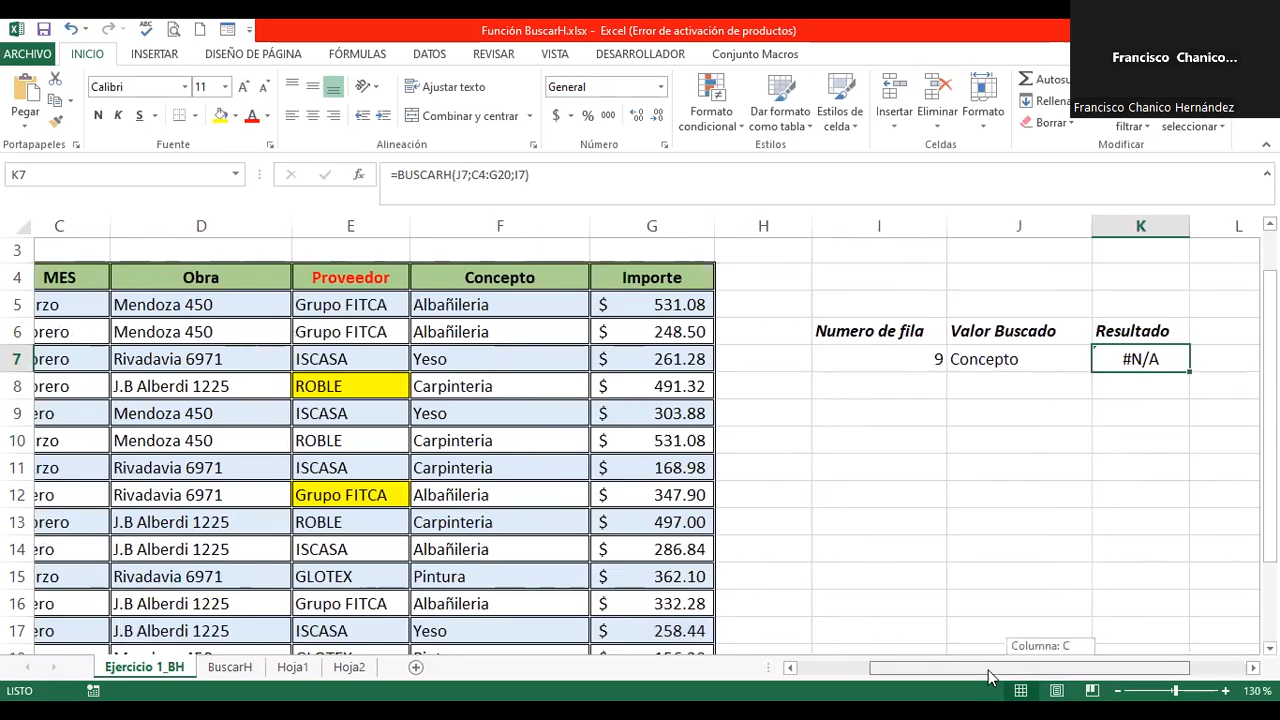 Función BuscarH.xlsx - Excel (Error de activación de productos)
Francisco Chanico...
Francisco Chanico Hernández
ARCHIVO INICIO INSERTAR DISEÑO DE PÁGINA FÓRMULAS DATOS REVISAR VISTA DESARROLLADOR Conjunto Macros
Pegar
Calibri 11
N K S
Ajustar texto
Combinar y centrar
General
$ % 000
Formato condicional
Dar formato como tabla
Estilos de celda
Insertar Eliminar Formato
Autosu
Rellena
Borrar
filtrar
seleccionar
Portapapeles Fuente Alineación Número Estilos Celdas Modificar
K7 fx =BUSCARH(J7;C4:G20;I7)
C D E F G H I J K L
3
4 MES Obra Proveedor Concepto Importe
5 rzo Mendoza 450 Grupo FITCA Albañileria $ 531.08
6 orero Mendoza 450 Grupo FITCA Albañileria $ 248.50 Numero de fila Valor Buscado Resultado
7 orero Rivadavia 6971 ISCASA Yeso $ 261.28 9 Concepto #N/A
8 orero J.B Alberdi 1225 ROBLE Carpinteria $ 491.32
9 ero Mendoza 450 ISCASA Yeso $ 303.88
10 rzo Mendoza 450 ROBLE Carpinteria $ 531.08
11 rzo Rivadavia 6971 ISCASA Carpinteria $ 168.98
12 ero Rivadavia 6971 Grupo FITCA Albañileria $ 347.90
13 orero J.B Alberdi 1225 ROBLE Carpinteria $ 497.00
14 ero J.B Alberdi 1225 ISCASA Albañileria $ 286.84
15 rzo Rivadavia 6971 GLOTEX Pintura $ 362.10
16 ero J.B Alberdi 1225 Grupo FITCA Albañileria $ 332.28
17 ero J.B Alberdi 1225 ISCASA Yeso $ 258.44
Columna: C
Ejercicio 1_BH BuscarH Hoja1 Hoja2
LISTO 130 %